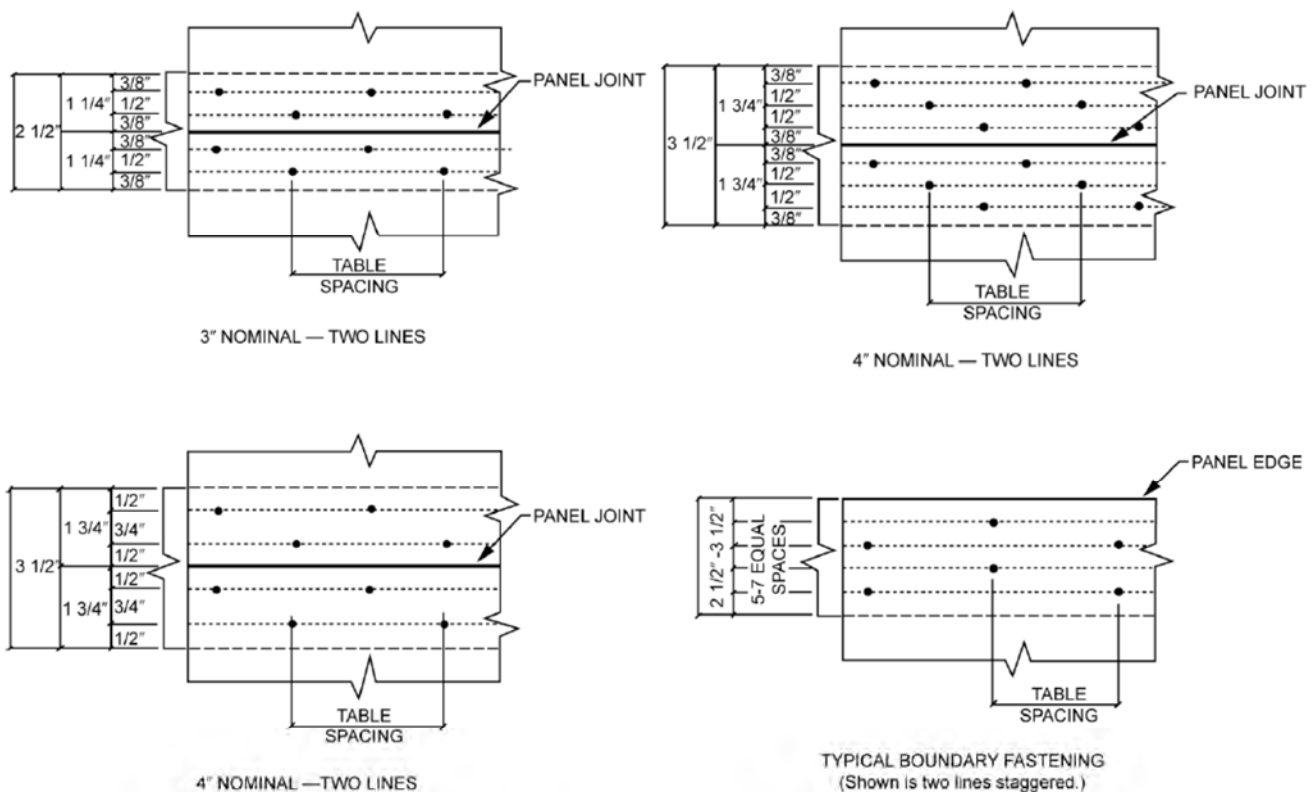 3/8"
1/2"
3/8"
3/8"
1/2"
3/8"
1 1/4"
1 1/4"
2 1/2"
PANEL JOINT
TABLE
SPACING
3" NOMINAL — TWO LINES
3/8"
1/2"
1/2"
3/8"
3/8"
1/2"
1/2"
3/8"
1 3/4"
1 3/4"
3 1/2"
PANEL JOINT
TABLE
SPACING
4" NOMINAL — TWO LINES
1/2"
3/4"
1/2"
1/2"
3/4"
1/2"
1 3/4"
1 3/4"
3 1/2"
PANEL JOINT
TABLE
SPACING
4" NOMINAL —TWO LINES
PANEL EDGE
2 1/2" -3 1/2"
5-7 EQUAL
SPACES
TABLE
SPACING
TYPICAL BOUNDARY FASTENING
(Shown is two lines staggered.)